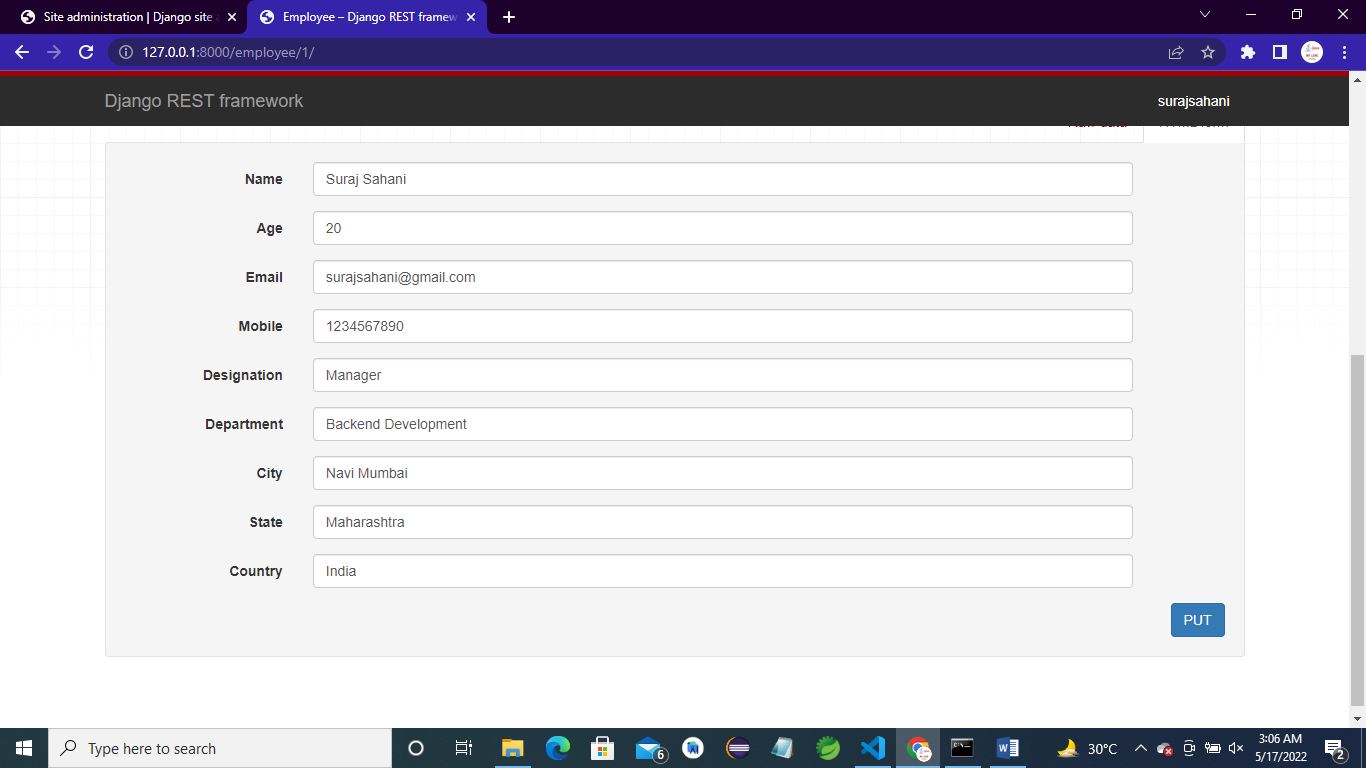 Site administration | Django site a
Employee – Django REST framew
127.0.0.1:8000/employee/1/
Django REST framework
surajsahani
Name
Suraj Sahani
Age
20
Email
surajsahani@gmail.com
Mobile
1234567890
Designation
Manager
Department
Backend Development
City
Navi Mumbai
State
Maharashtra
Country
India
PUT
Type here to search
6
30°C
3:06 AM
5/17/2022
2